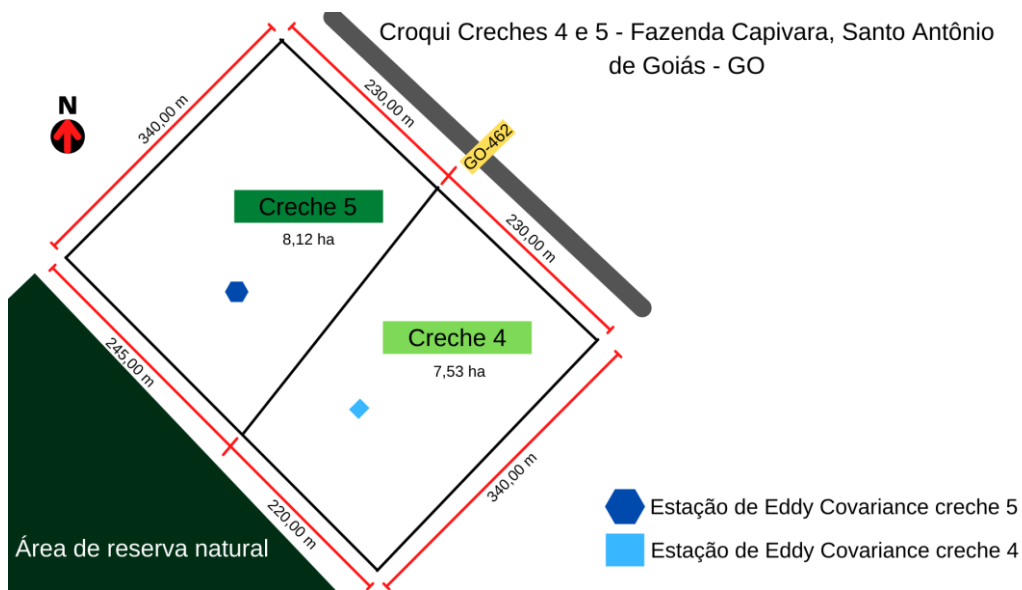 Croqui Creches 4 e 5 - Fazenda Capivara, Santo Antônio
de Goiás - GO
N
340,00 m
230,00 m
GO-462
Creche 5
8,12 ha
230,00 m
Creche 4
7,53 ha
245,00 m
340,00 m
220,00 m
Área de reserva natural
Estação de Eddy Covariance creche 5
Estação de Eddy Covariance creche 4